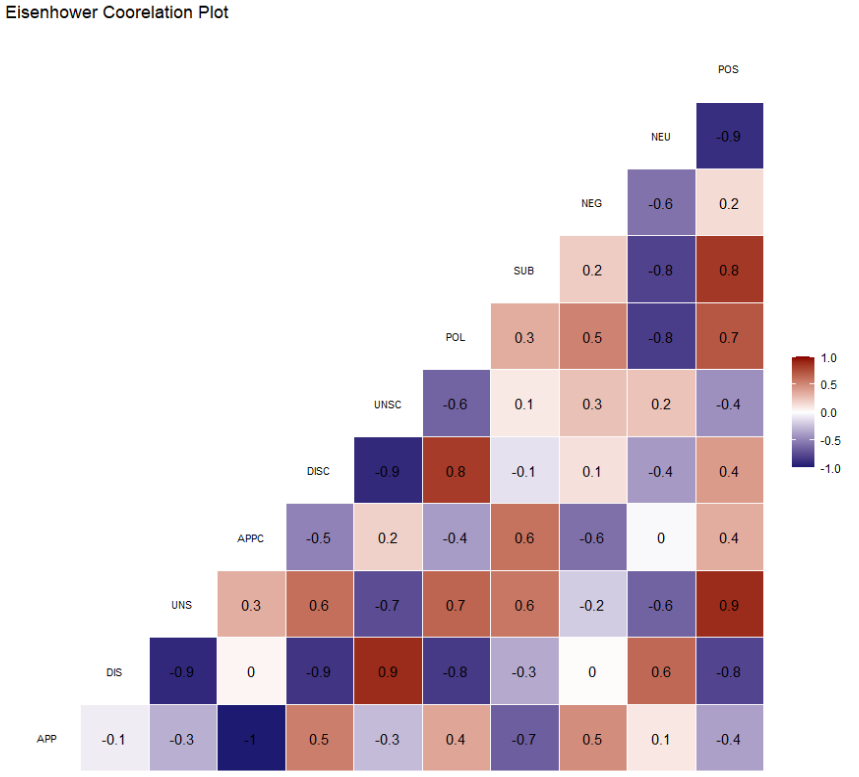 Eisenhower Coorelation Plot
POS
NEU -0.9
NEG -0.6 0.2
SUB 0.2 -0.8 0.8
POL 0.3 0.5 -0.8 0.7
UNSC -0.6 0.1 0.3 0.2 -0.4
DISC -0.9 0.8 -0.1 0.1 -0.4 0.4
APPC -0.5 0.2 -0.4 0.6 -0.6 0 0.4
UNS 0.3 0.6 -0.7 0.7 0.6 -0.2 -0.6 0.9
DIS -0.9 0 -0.9 0.9 -0.8 -0.3 0 0.6 -0.8
APP -0.1 -0.3 -1 0.5 -0.3 0.4 -0.7 0.5 0.1 -0.4
1.0
0.5
0.0
-0.5
-1.0